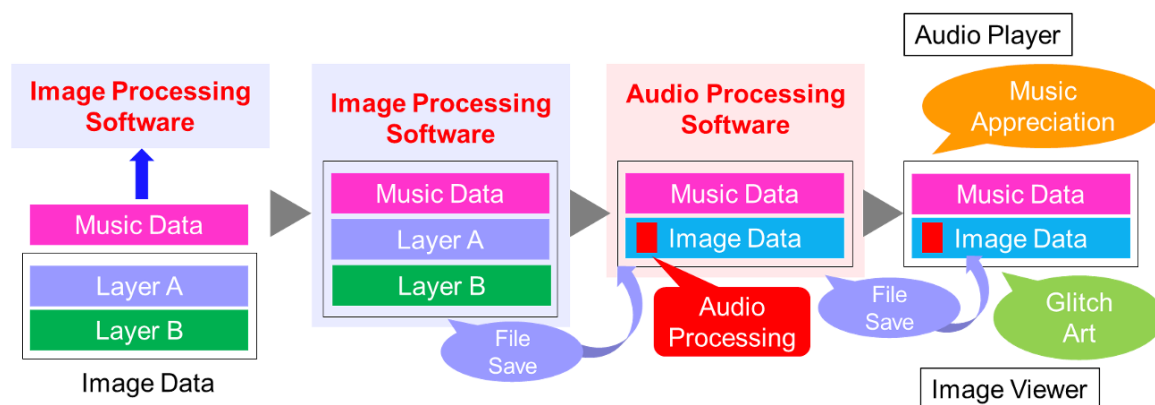 Image Processing
Software
Music Data
Layer A
Layer B
Image Data
Image Processing
Software
Music Data
Layer A
Layer B
File
Save
Audio Processing
Software
Music Data
Image Data
Audio
Processing
File
Save
Audio Player
Music
Appreciation
Music Data
Image Data
Glitch
Art
Image Viewer